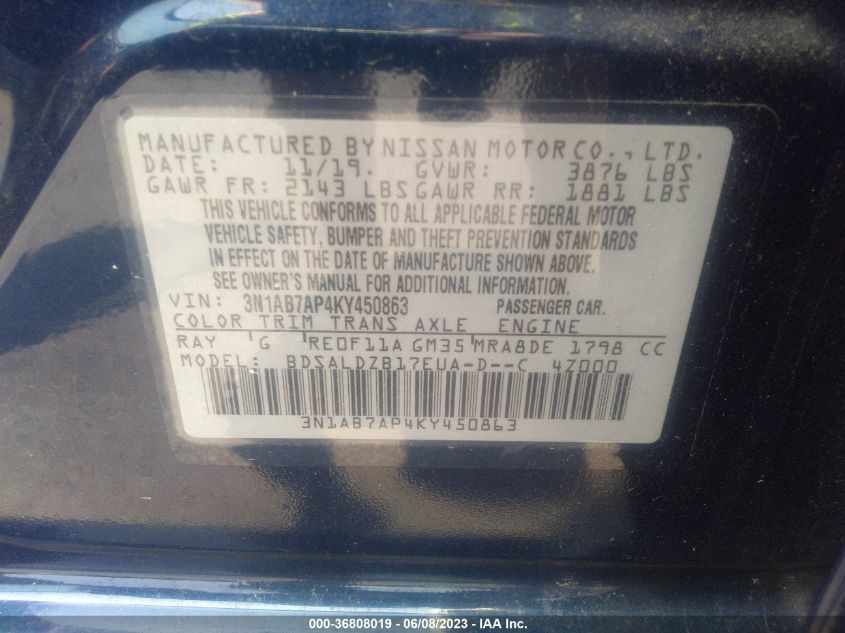 MANUFACTURED BY NISSAN MOTOR CO., LTD.
DATE: 11/19. GVWR: 3876 LBS
GAWR FR: 2143 LBS GAWR RR: 1881 LBS
THIS VEHICLE CONFORMS TO ALL APPLICABLE FEDERAL MOTOR
VEHICLE SAFETY, BUMPER AND THEFT PREVENTION STANDARDS
IN EFFECT ON THE DATE OF MANUFACTURE SHOWN ABOVE.
SEE OWNER'S MANUAL FOR ADDITIONAL INFORMATION.
VIN: 3N1AB7AP4KY450863 PASSENGER CAR.
COLOR TRIM TRANS AXLE ENGINE
RAY G RE0F11A GM35 MRA8DE 1798 CC
MODEL: BDSALDZB17EUA-D--C 4Z000
3N1AB7AP4KY450863
000-36808019 - 06/08/2023 - IAA Inc.